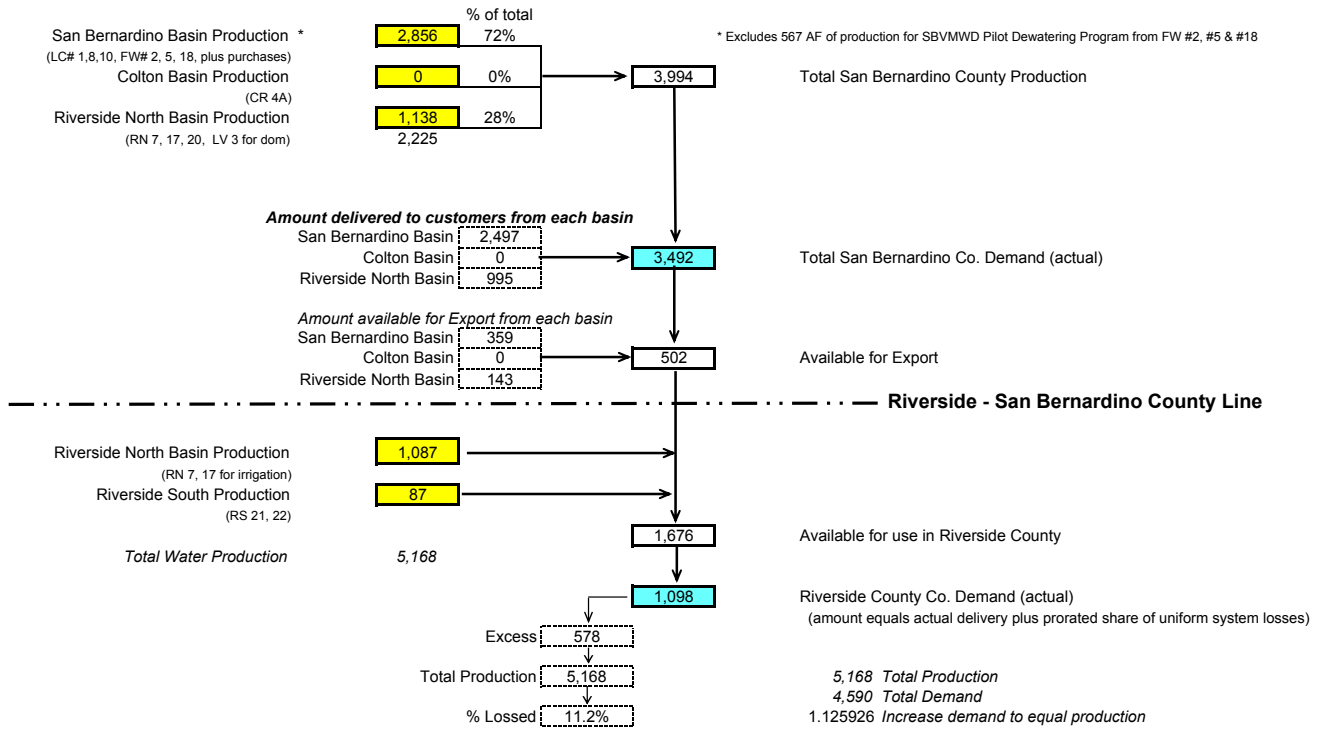 % of total
San Bernardino Basin Production * 2,856 72% * Excludes 567 AF of production for SBVMWD Pilot Dewatering Program from FW #2, #5 & #18
(LC# 1,8,10, FW# 2, 5, 18, plus purchases)
Colton Basin Production 0 0% 3,994 Total San Bernardino County Production
(CR 4A)
Riverside North Basin Production 1,138 28%
(RN 7, 17, 20, LV 3 for dom) 2,225
Amount delivered to customers from each basin
San Bernardino Basin 2,497
Colton Basin 0 3,492 Total San Bernardino Co. Demand (actual)
Riverside North Basin 995
Amount available for Export from each basin
San Bernardino Basin 359
Colton Basin 0 502 Available for Export
Riverside North Basin 143
Riverside - San Bernardino County Line
Riverside North Basin Production 1,087
(RN 7, 17 for irrigation)
Riverside South Production 87
(RS 21, 22)
1,676 Available for use in Riverside County
Total Water Production 5,168
1,098 Riverside County Co. Demand (actual)
(amount equals actual delivery plus prorated share of uniform system losses)
Excess 578
Total Production 5,168 5,168 Total Production
4,590 Total Demand
% Lossed 11.2% 1.125926 Increase demand to equal production